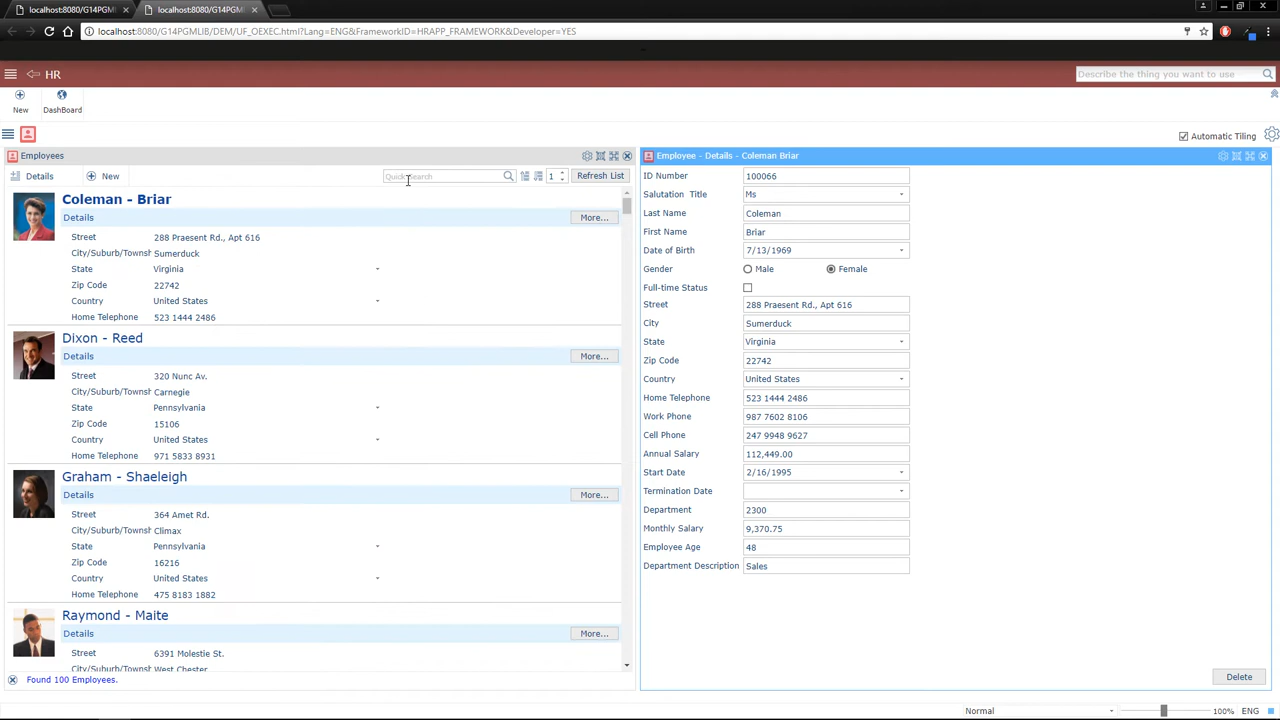 localhost:8080/G14PGML localhost:8080/G14PGMLIB
localhost:8080/G14PGMLIB/DEM/UF_OEXEC.html?Lang=ENG&FrameworkID=HRAPP_FRAMEWORK&Developer=YES
HR
Describe the thing you want to use
New DashBoard
Automatic Tiling
Employees
Details New Quick Search 1 Refresh List
Coleman - Briar
Details More...
Street 288 Praesent Rd., Apt 616
City/Suburb/Townsh Sumerduck
State Virginia
Zip Code 22742
Country United States
Home Telephone 523 1444 2486
Dixon - Reed
Details More...
Street 320 Nunc Av.
City/Suburb/Townsh Carnegie
State Pennsylvania
Zip Code 15106
Country United States
Home Telephone 971 5833 8931
Graham - Shaeleigh
Details More...
Street 364 Amet Rd.
City/Suburb/Townsh Climax
State Pennsylvania
Zip Code 16216
Country United States
Home Telephone 475 8183 1882
Raymond - Maite
Details More...
Street 6391 Molestie St.
City/Suburb/Townsh West Chester
Found 100 Employees.
Employee - Details - Coleman Briar
ID Number 100066
Salutation Title Ms
Last Name Coleman
First Name Briar
Date of Birth 7/13/1969
Gender Male Female
Full-time Status
Street 288 Praesent Rd., Apt 616
City Sumerduck
State Virginia
Zip Code 22742
Country United States
Home Telephone 523 1444 2486
Work Phone 987 7602 8106
Cell Phone 247 9948 9627
Annual Salary 112,449.00
Start Date 2/16/1995
Termination Date
Department 2300
Monthly Salary 9,370.75
Employee Age 48
Department Description Sales
Delete
Normal 100% ENG